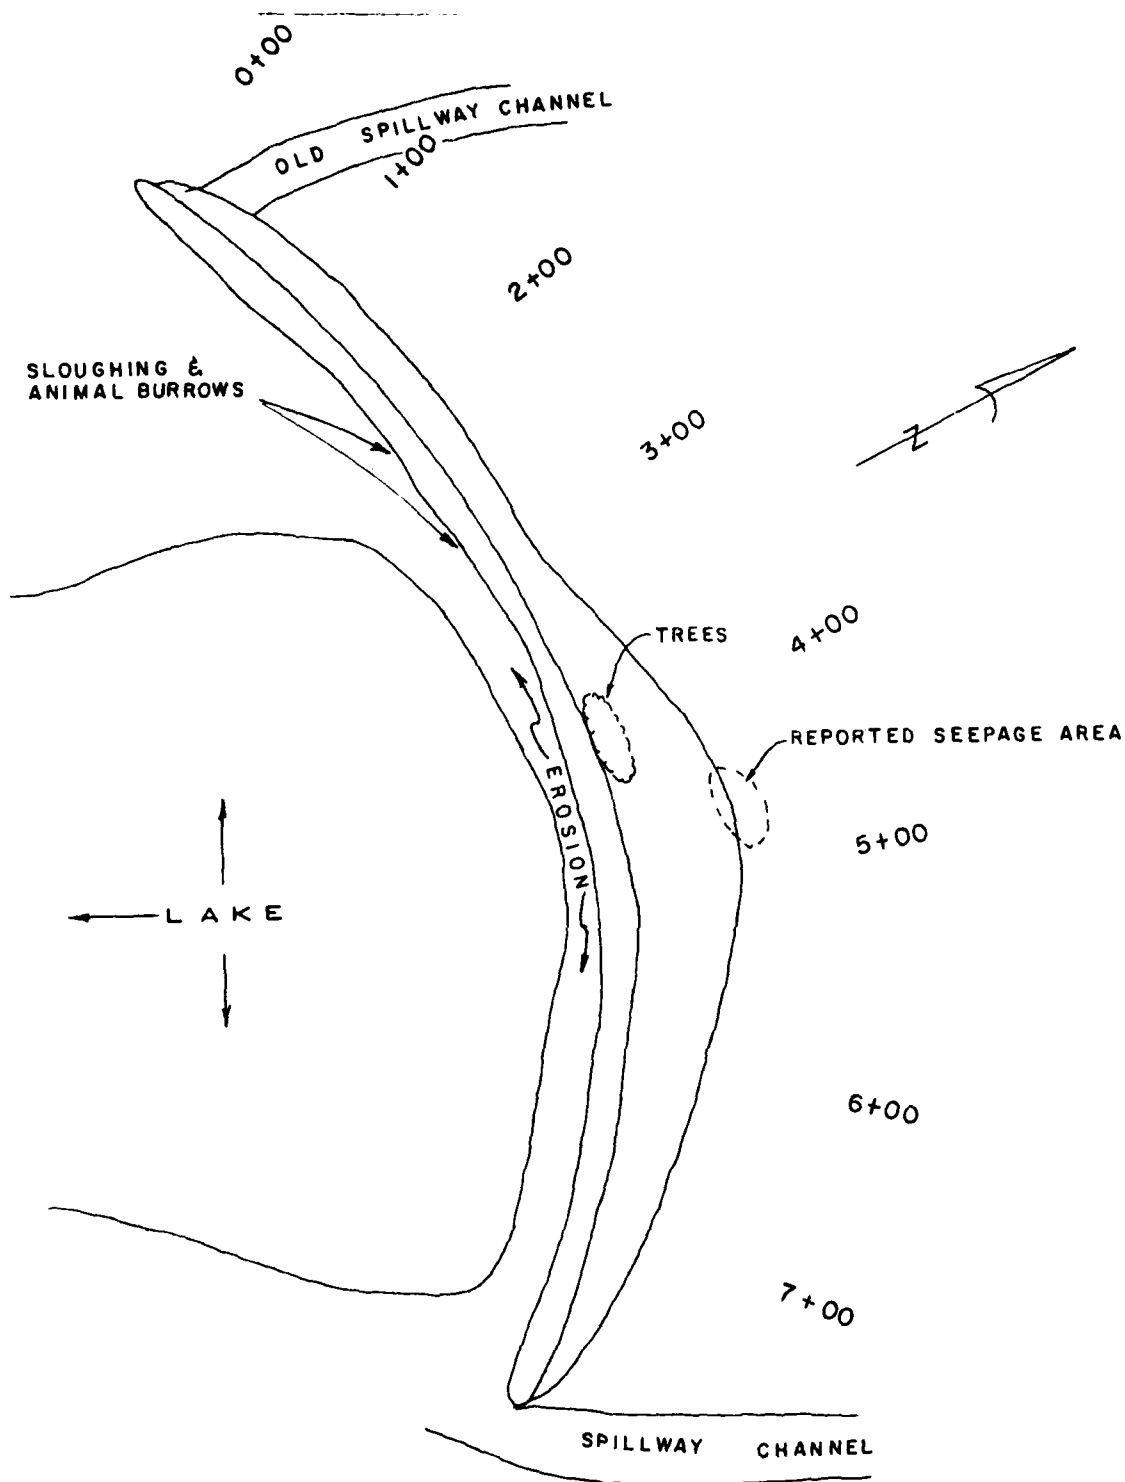 0+00
OLD SPILLWAY CHANNEL
1+00
2+00
SLOUGHING &
ANIMAL BURROWS
3+00
Z
4+00
TREES
REPORTED SEEPAGE AREA
EROSION
5+00
LAKE
6+00
7+00
SPILLWAY CHANNEL